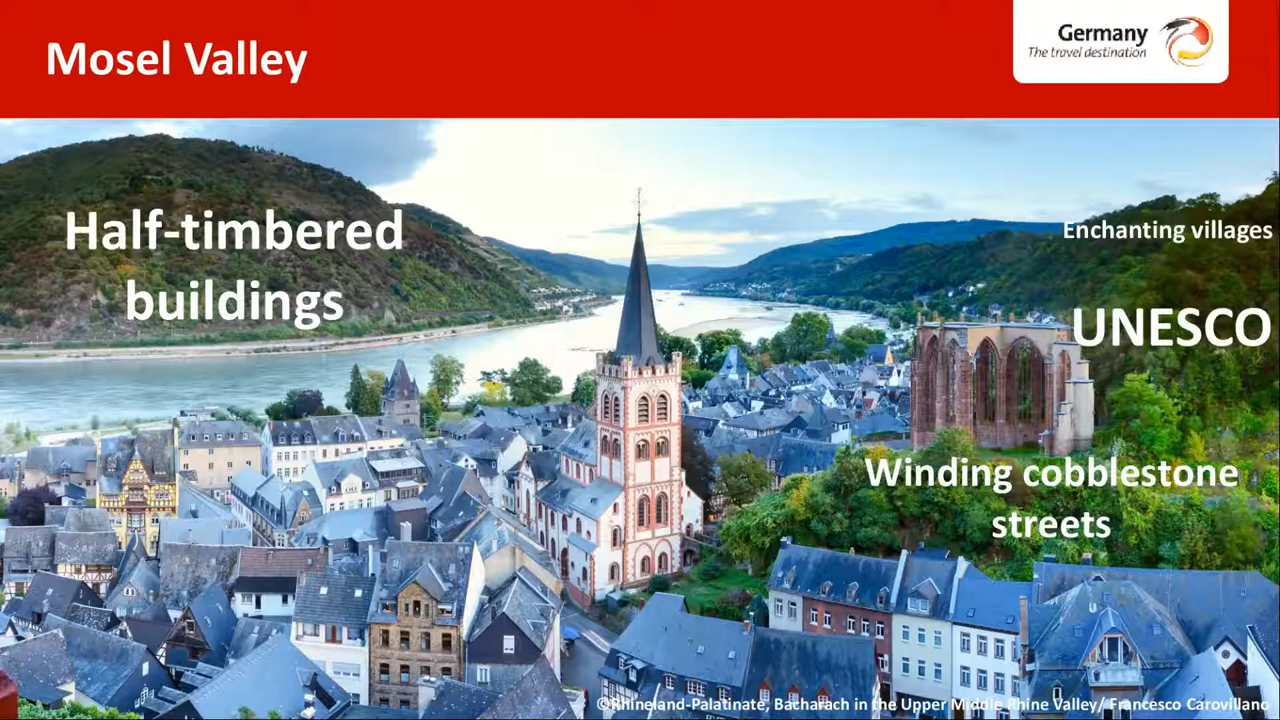 Mosel Valley
Germany
The travel destination
Half-timbered
buildings
Enchanting villages
UNESCO
Winding cobblestone
streets
©Rhineland-Palatinate, Bacharach in the Upper Middle Rhine Valley/ Francesco Carovillano